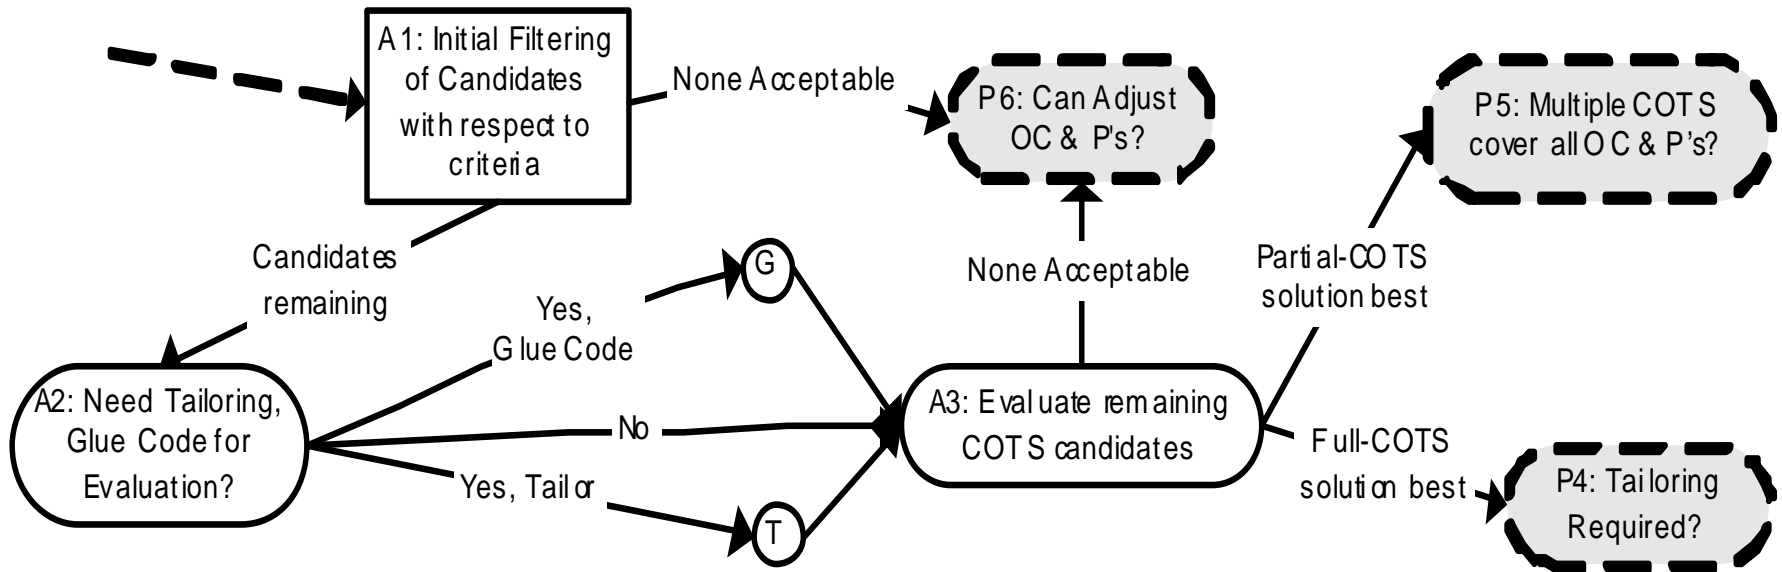 A1: Initial Filtering
of Candidates
with respect to
criteria
None Acceptable
P6: Can Adjust
OC & P's?
P5: Multiple COTS
cover all OC & P's?
Candidates
remaining
Yes,
Glue Code
G
None Acceptable
Partial-COTS
solution best
A2: Need Tailoring,
Glue Code for
Evaluation?
No
A3: Evaluate remaining
COTS candidates
Yes, Tailor
T
Full-COTS
solution best
P4: Tailoring
Required?